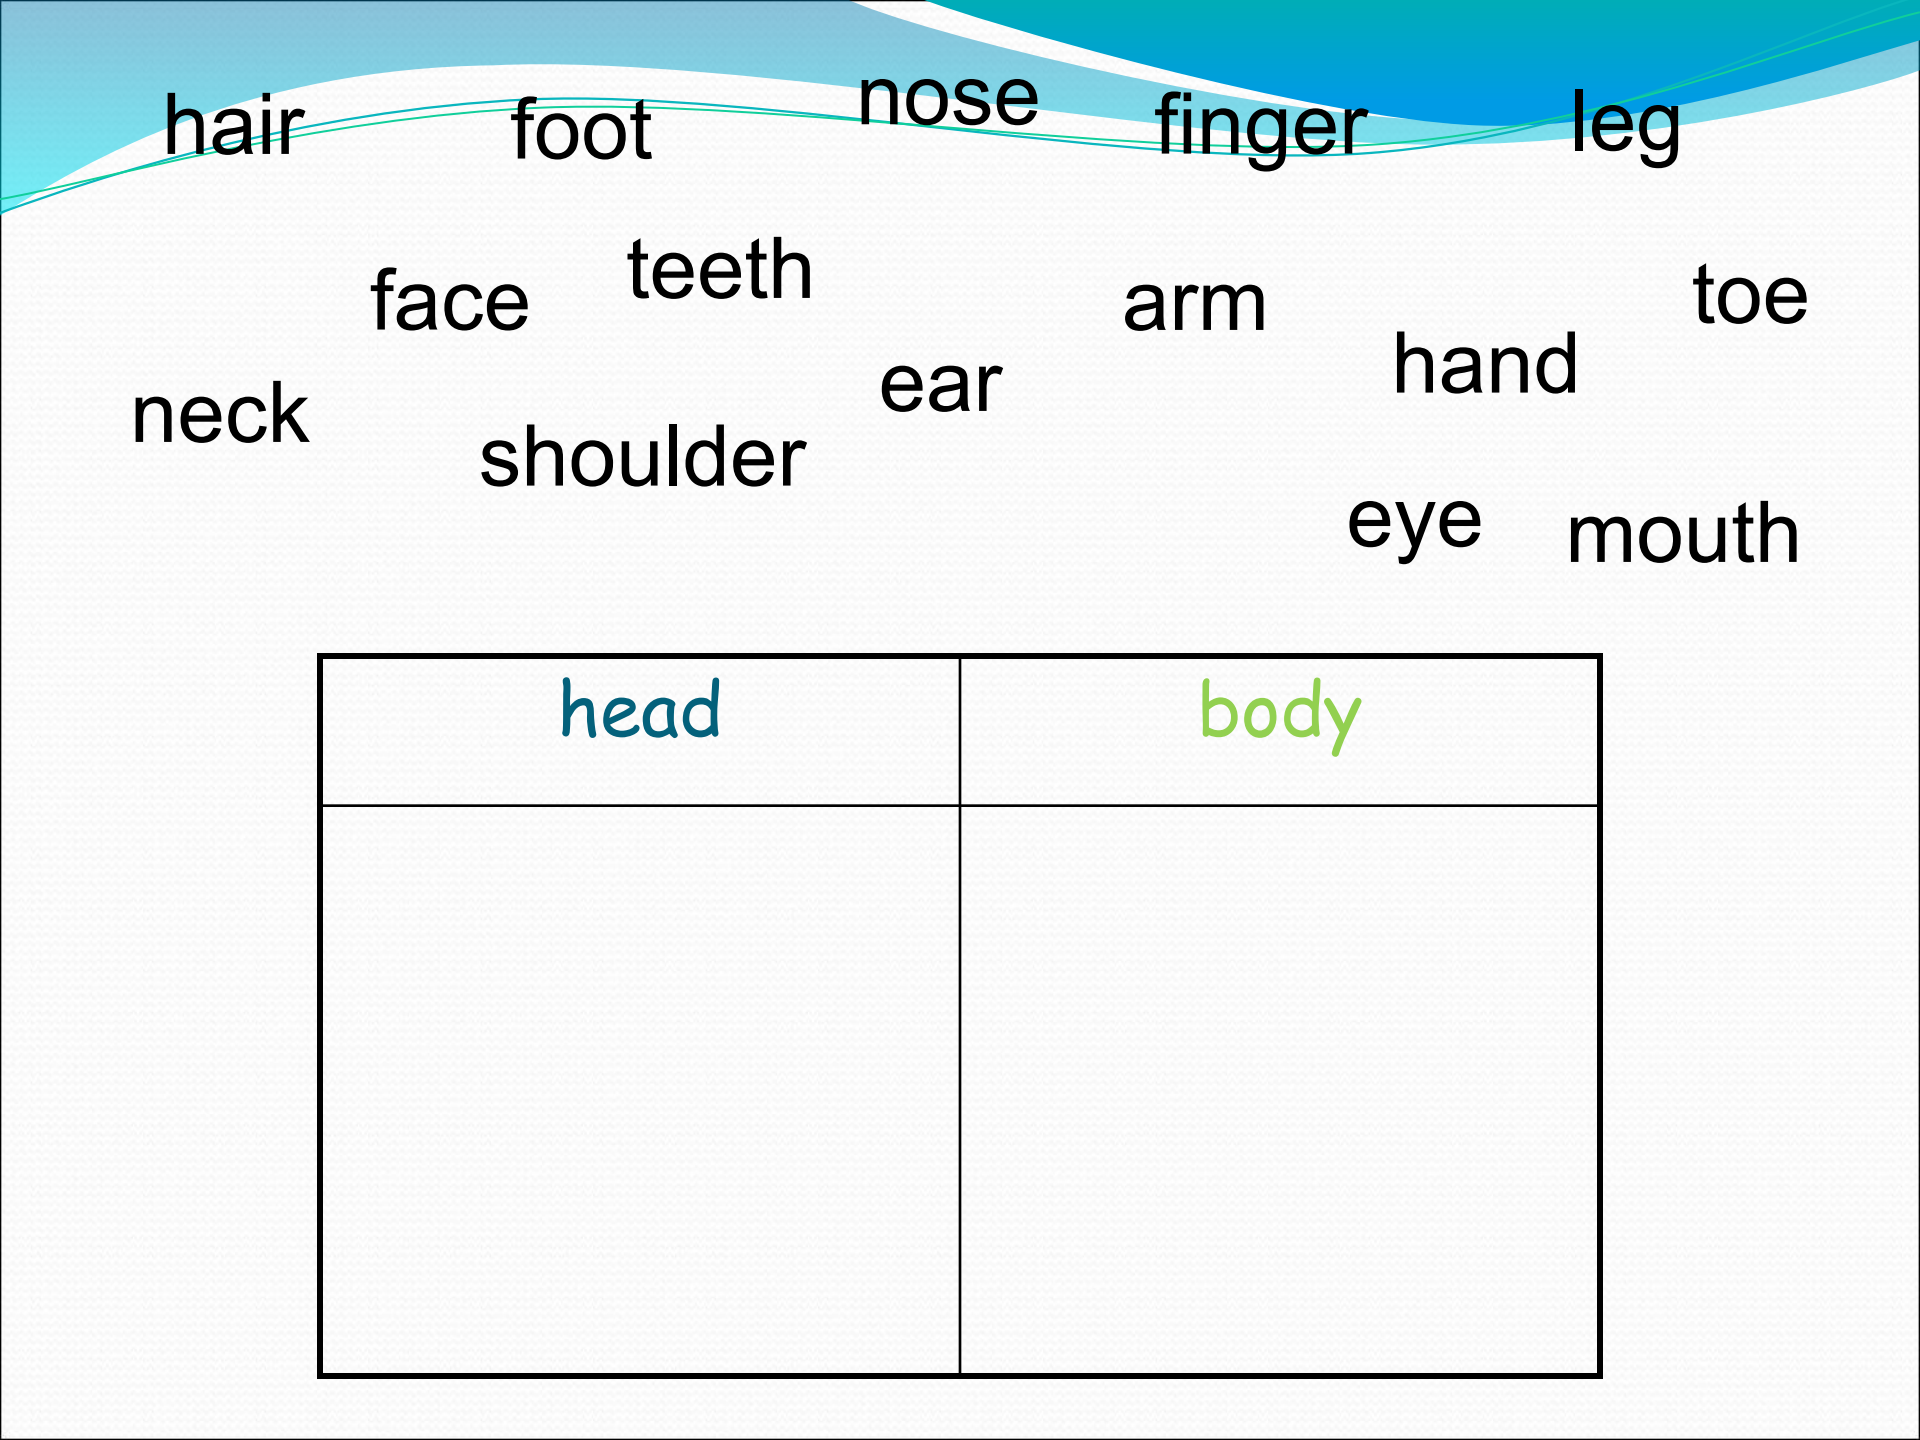 hair foot nose finger leg
face teeth arm toe
neck shoulder ear hand
eye mouth
head body